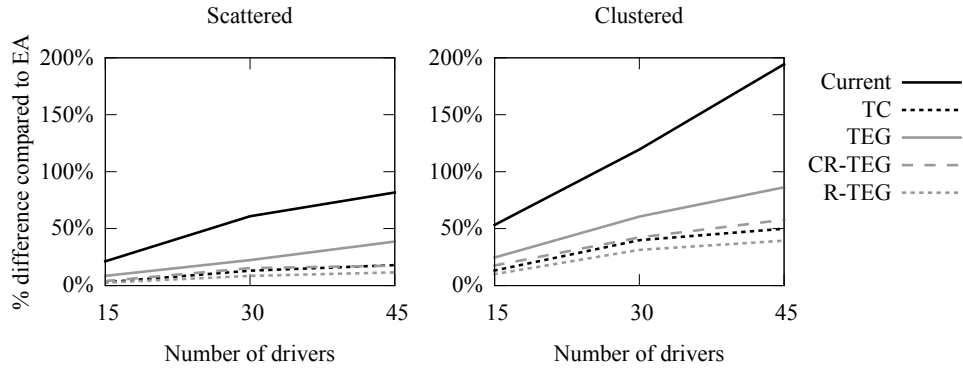 Scattered
Clustered
% difference compared to EA
200%
150%
100%
50%
0%
15
30
45
Number of drivers
200%
150%
100%
50%
0%
15
30
45
Number of drivers
Current
TC
TEG
CR-TEG
R-TEG